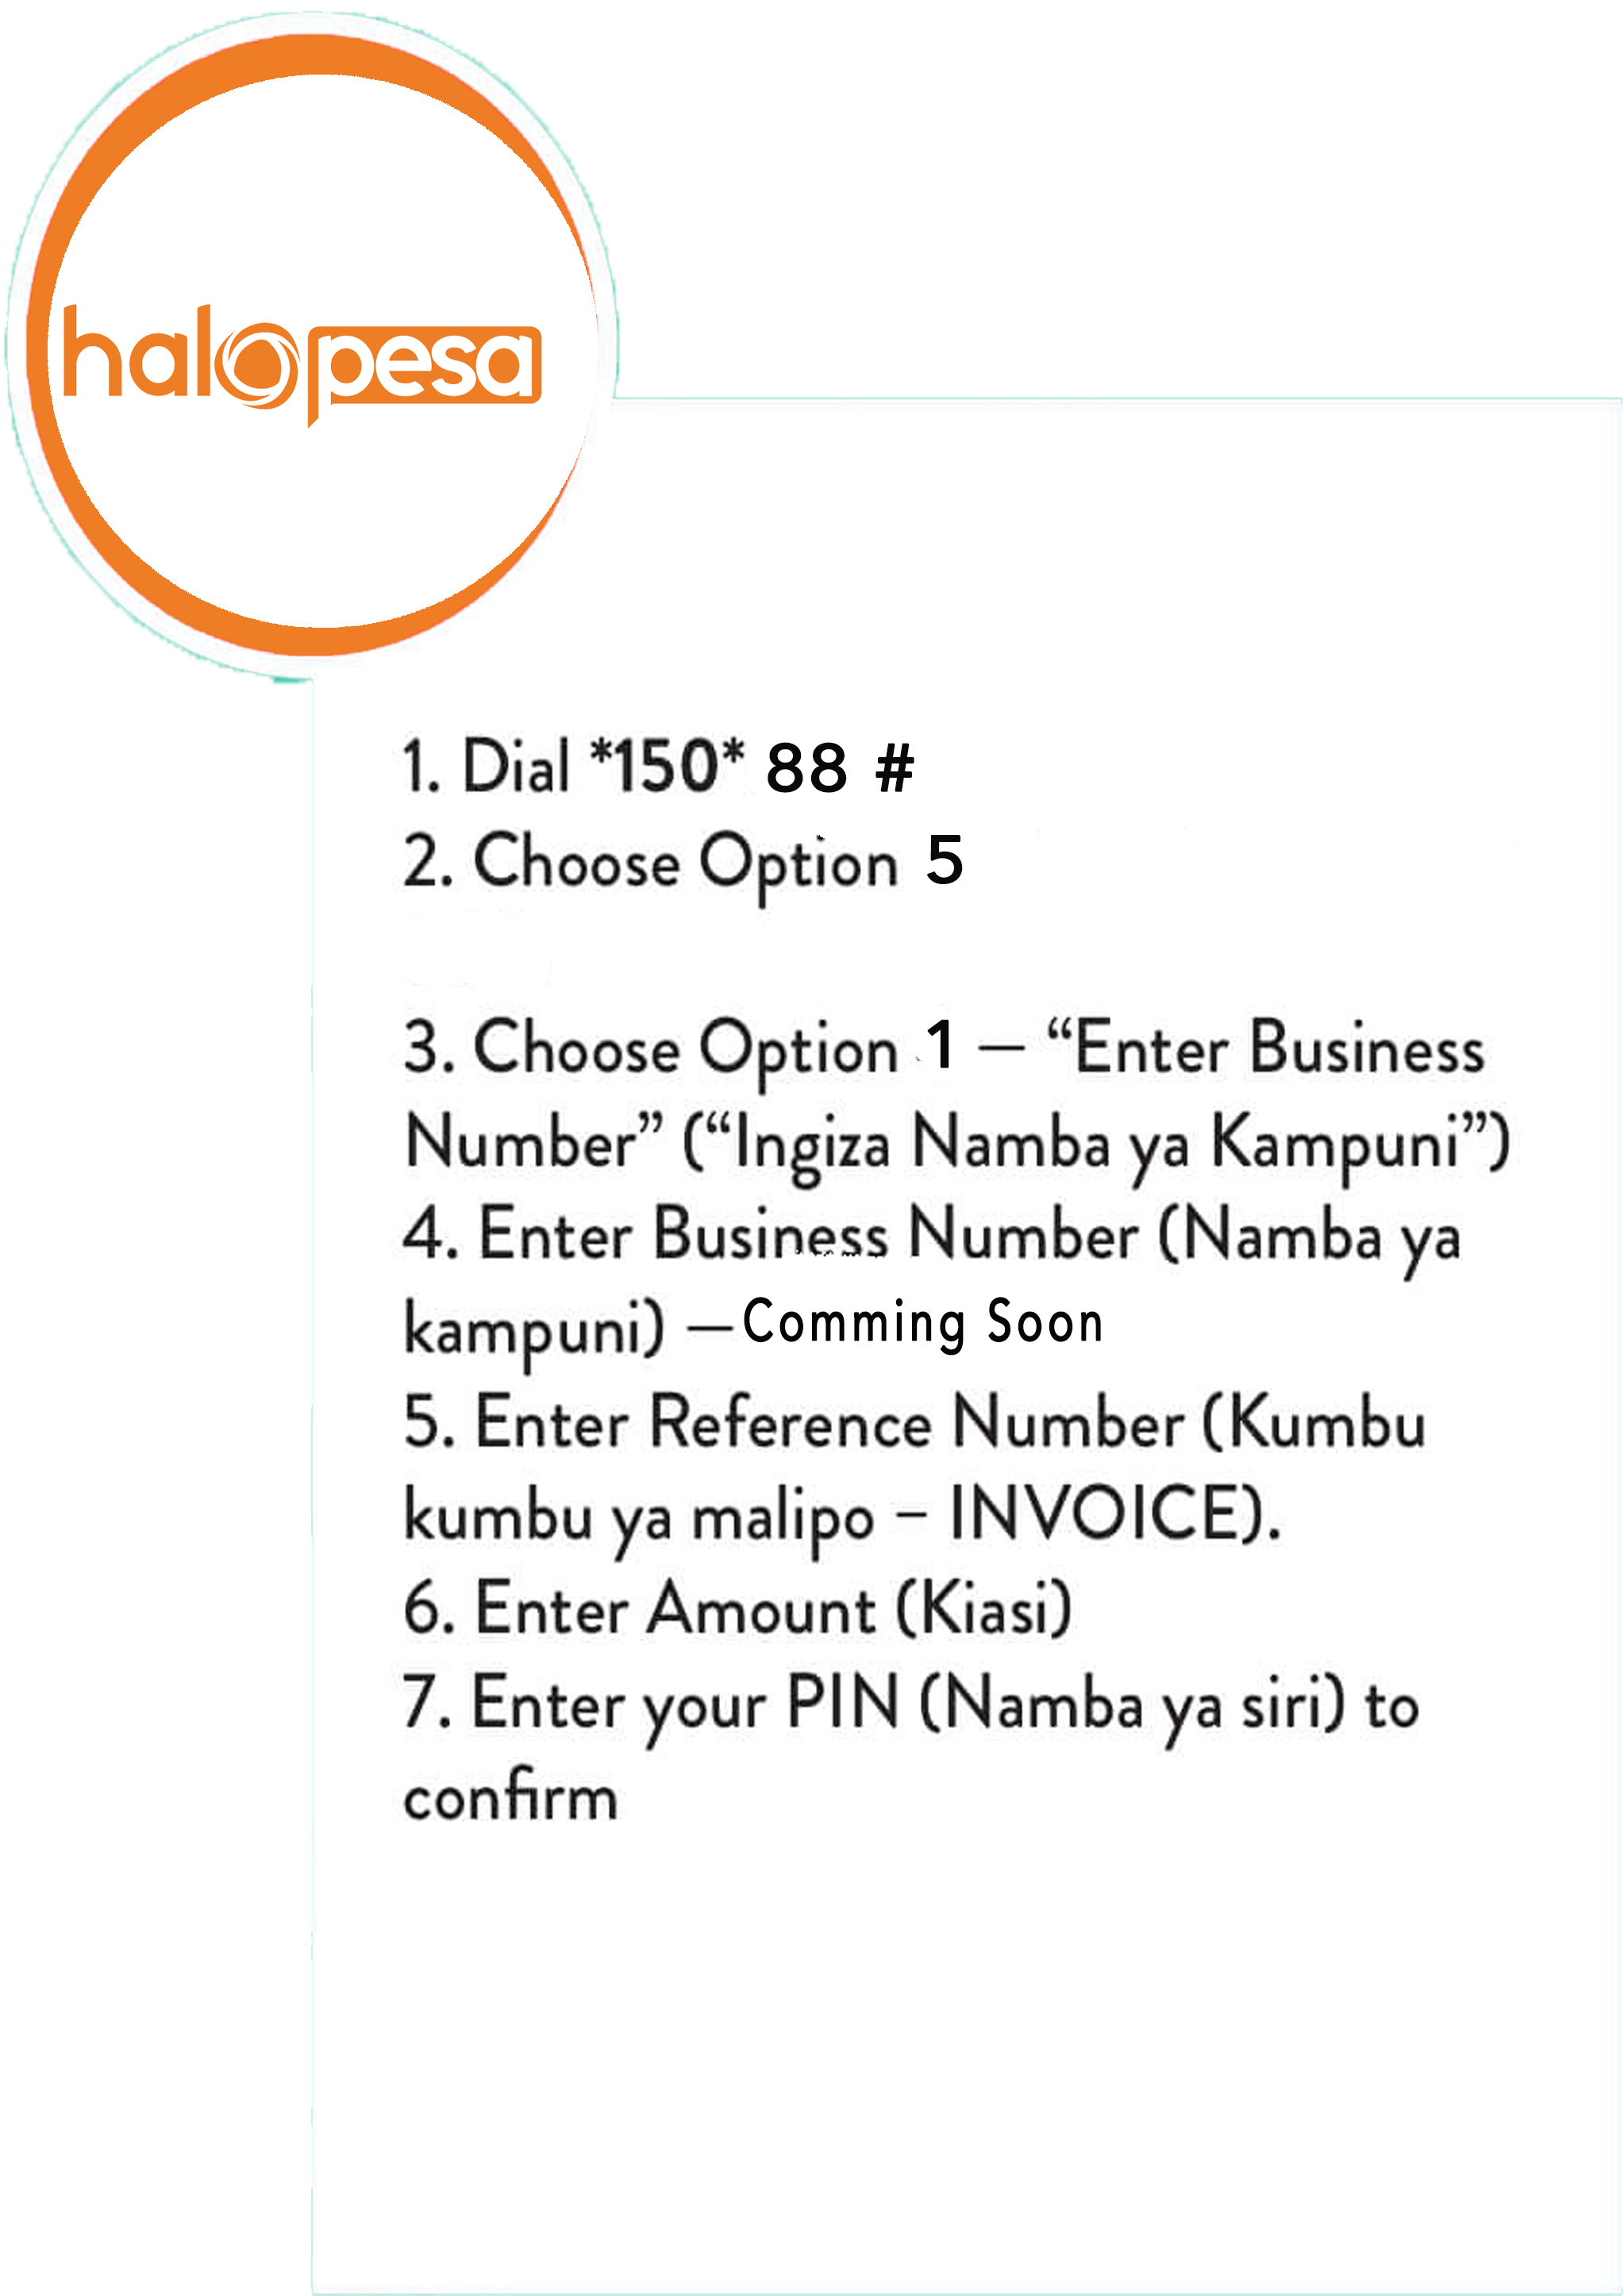 halopesa
1. Dial *150* 88 #
2. Choose Option 5
3. Choose Option 1 – “Enter Business
Number” (“Ingiza Namba ya Kampuni”)
4. Enter Business Number (Namba ya
kampuni) –Comming Soon
5. Enter Reference Number (Kumbu
kumbu ya malipo – INVOICE).
6. Enter Amount (Kiasi)
7. Enter your PIN (Namba ya siri) to
confirm